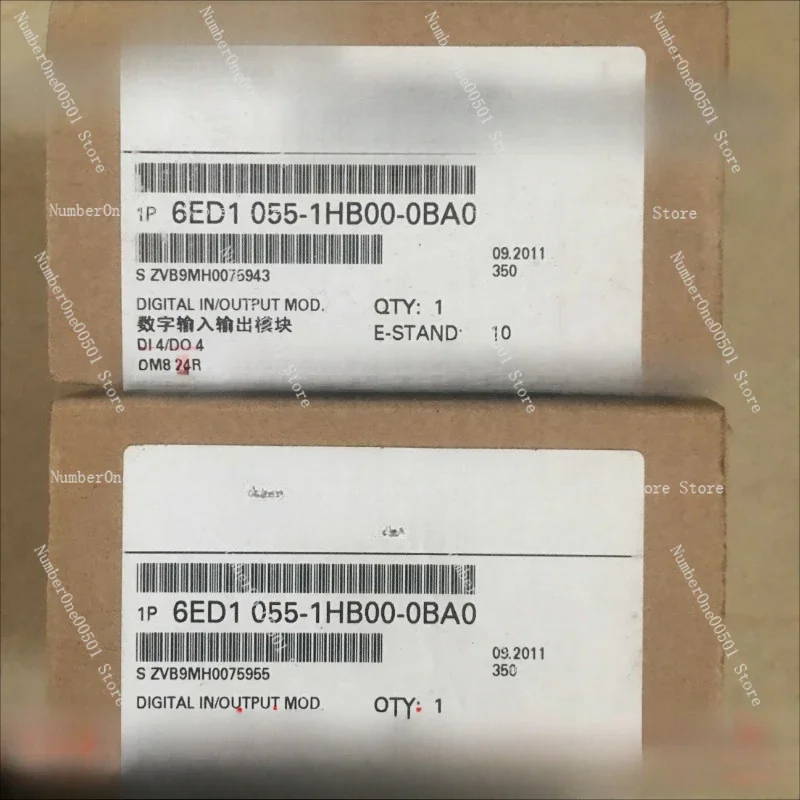 1P 6ED1 055-1HB00-0BA0
S ZVB9MH0075943
09.2011
350
DIGITAL IN/OUTPUT MOD.
数字输入输出模块
DI 4/DO 4
DM8 24R
QTY: 1
E-STAND: 10
1P 6ED1 055-1HB00-0BA0
S ZVB9MH0075955
09.2011
350
DIGITAL IN/OUTPUT MOD
QTY: 1
NumberOne00501 Store